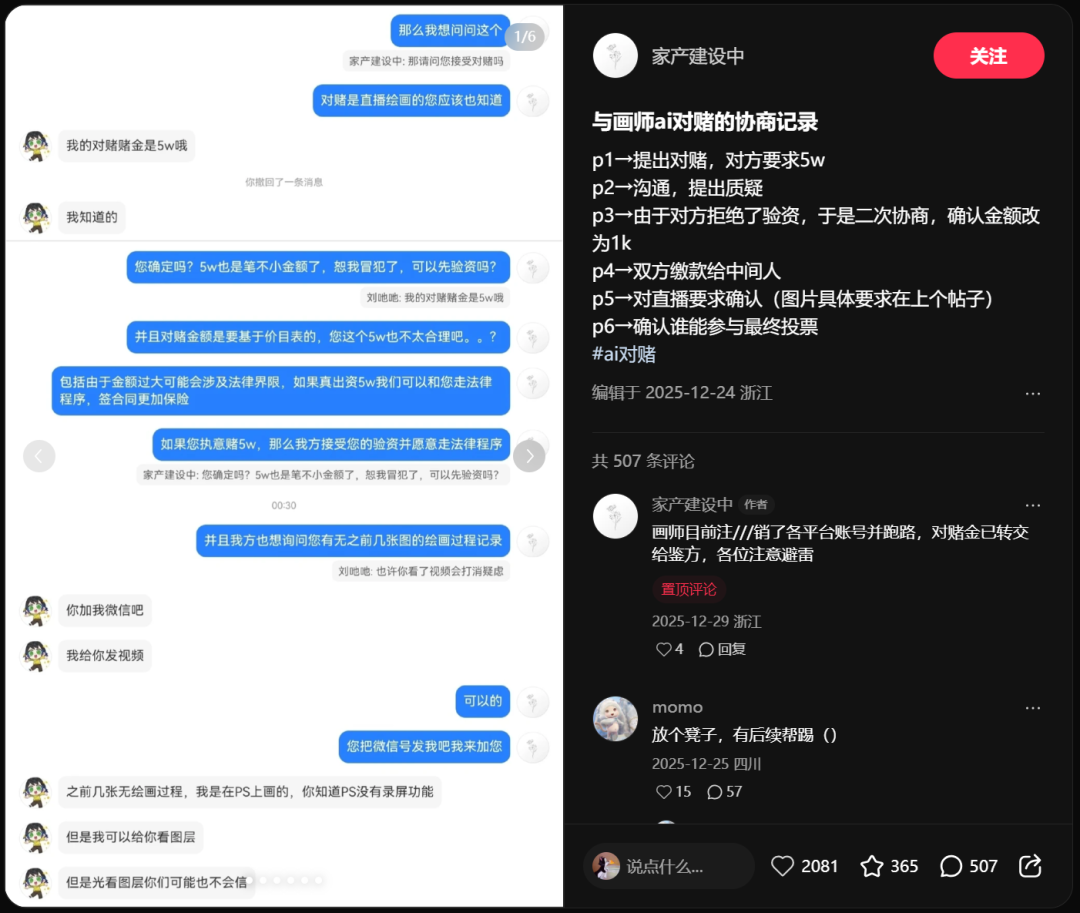 那么我想问问这个
1/6
家产建设中: 那请问您接受对赌吗
对赌是直播绘画的您应该也知道
我的对赌赌金是5w哦
你撤回了一条消息
我知道的
您确定吗？5w也是笔不小金额了，恕我冒犯了，可以先验资吗？
刘吔吔: 我的对赌赌金是5w哦
并且对赌金额是要基于价目表的，您这个5w也不太合理吧。。？
包括由于金额过大可能会涉及法律界限，如果真出资5w我们可以和您走法律
程序，签合同更加保险
如果您执意赌5w，那么我方接受您的验资并愿意走法律程序
家产建设中: 您确定吗？5w也是笔不小金额了，恕我冒犯了，可以先验资吗？
00:30
并且我方也想询问您有无之前几张图的绘画过程记录
刘吔吔: 也许你看了视频会打消疑虑
你加我微信吧
我给你发视频
可以的
您把微信号发我吧我来加您
之前几张无绘画过程，我是在PS上画的，你知道PS没有录屏功能
但是我可以给你看图层
但是光看图层你们可能也不会信
家产建设中
关注
与画师ai对赌的协商记录
p1→提出对赌，对方要求5w
p2→沟通，提出质疑
p3→由于对方拒绝了验资，于是二次协商，确认金额改
为1k
p4→双方缴款给中间人
p5→对直播要求确认（图片具体要求在上个帖子）
p6→确认谁能参与最终投票
#ai对赌
编辑于 2025-12-24 浙江
共 507 条评论
家产建设中 作者
画师目前注///销了各平台账号并跑路，对赌金已转交
给鉴方，各位注意避雷
置顶评论
2025-12-29 浙江
4 回复
momo
放个凳子，有后续帮踢（）
2025-12-25 四川
15 57
说点什么...
2081 365 507